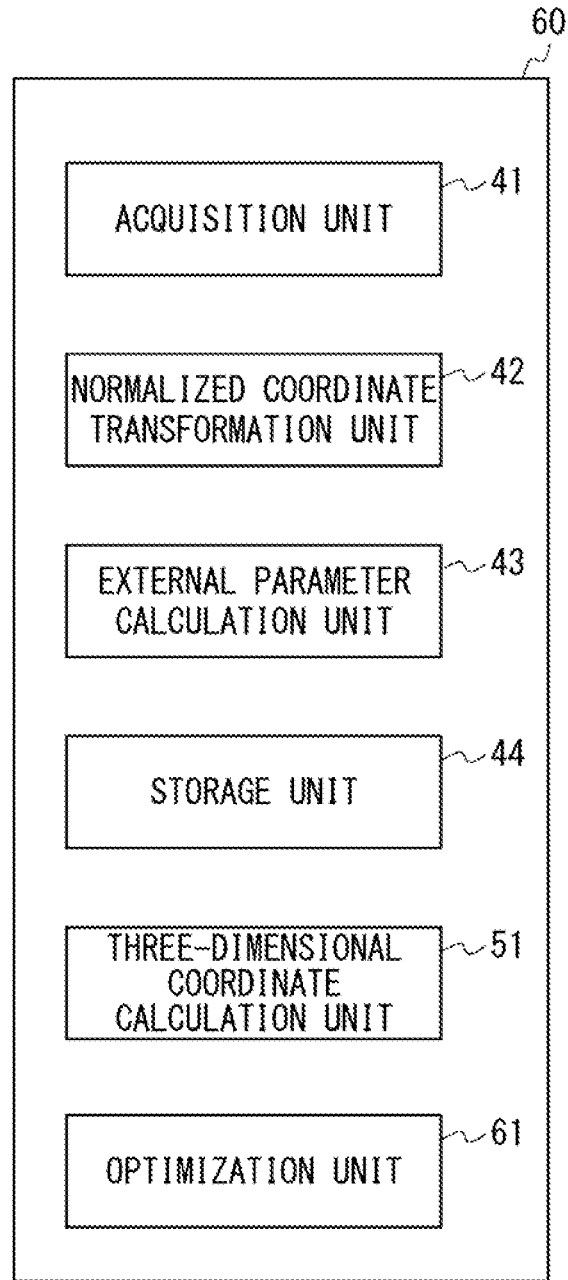 60
ACQUISITION UNIT
41
NORMALIZED COORDINATE
TRANSFORMATION UNIT
42
EXTERNAL PARAMETER
CALCULATION UNIT
43
STORAGE UNIT
44
THREE-DIMENSIONAL
COORDINATE
CALCULATION UNIT
51
OPTIMIZATION UNIT
61